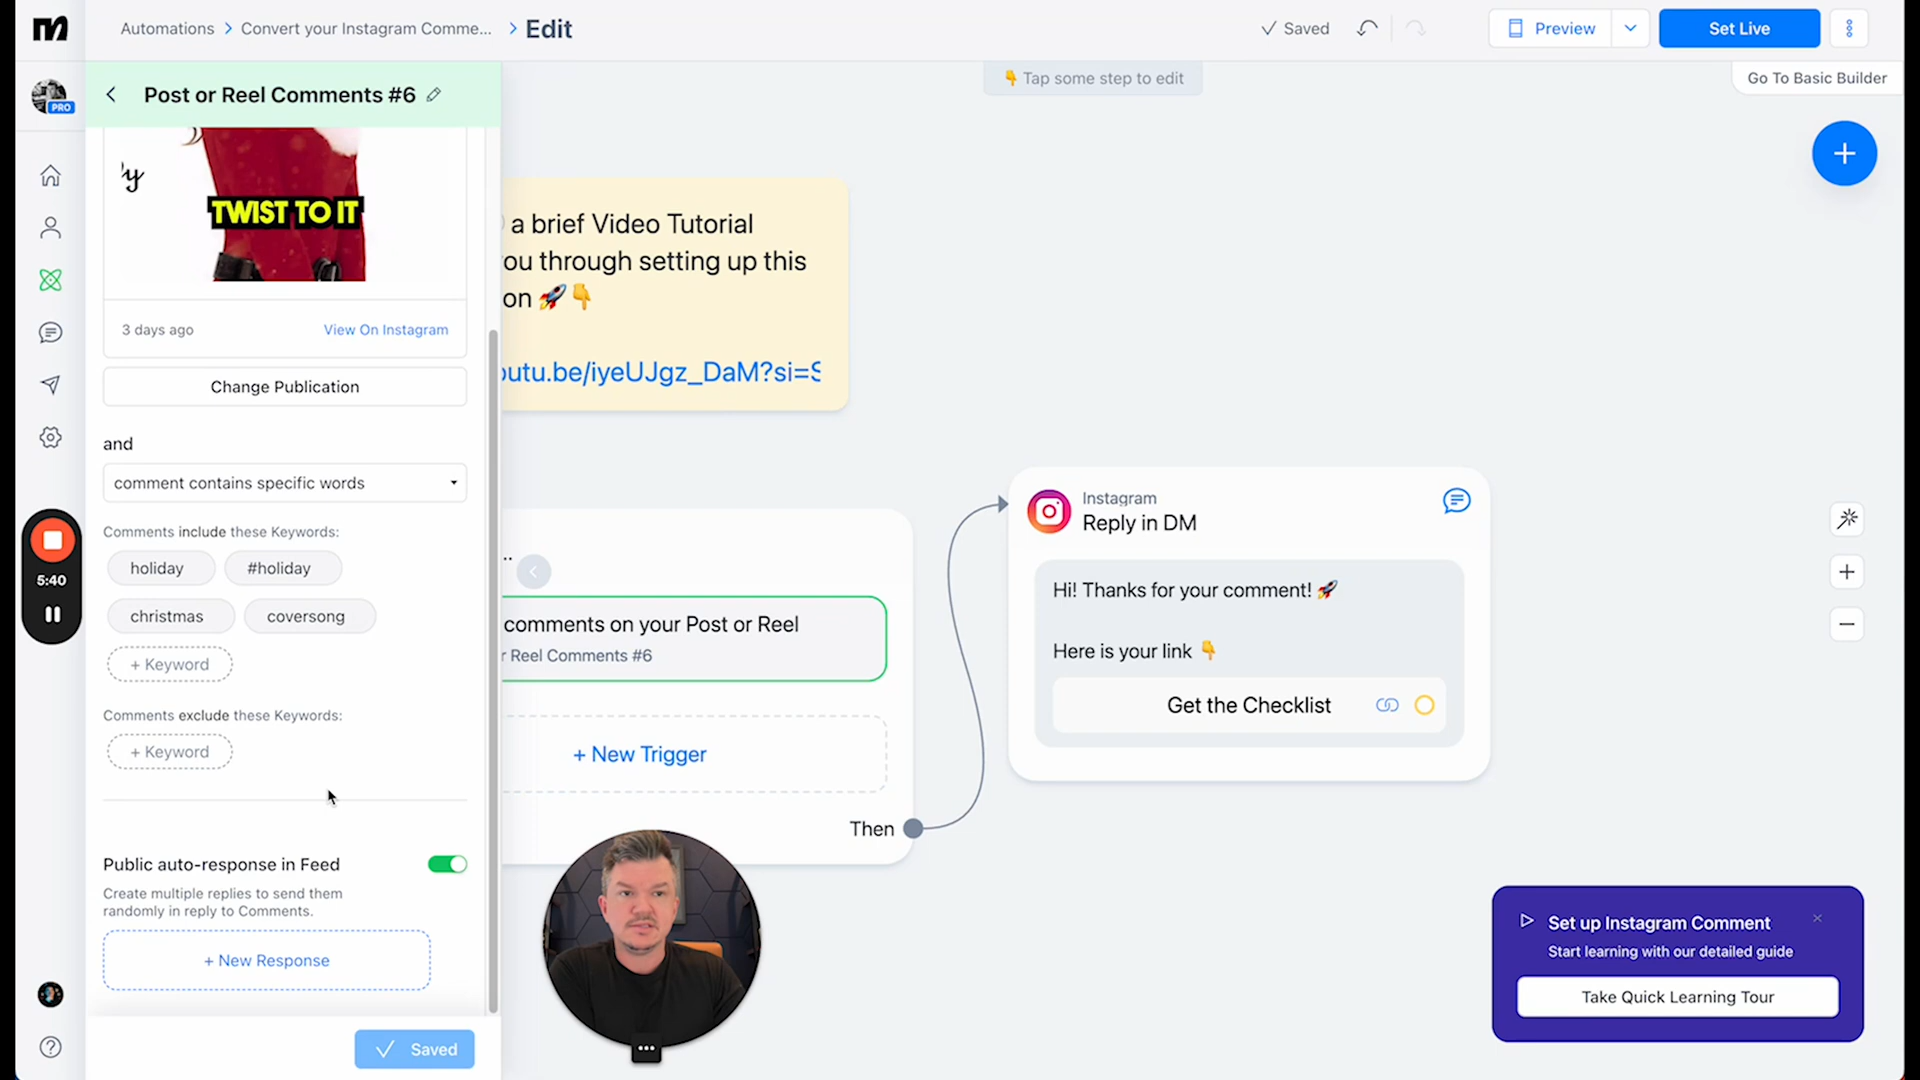 Automations
Convert your Instagram Comme...
Edit
Saved
Preview
Set Live
PRO
Post or Reel Comments #6
👇 Tap some step to edit
Go To Basic Builder
y
TWIST TO IT
3 days ago
View On Instagram
Change Publication
and
comment contains specific words
Comments include these Keywords:
holiday
#holiday
christmas
coversong
+ Keyword
Comments exclude these Keywords:
+ Keyword
Public auto-response in Feed
Create multiple replies to send them
randomly in reply to Comments.
+ New Response
Saved
5:40
a brief Video Tutorial
ou through setting up this
on 🚀👇
outu.be/iyeUJgz_DaM?si=S
..
comments on your Post or Reel
r Reel Comments #6
+ New Trigger
Then
Instagram
Reply in DM
Hi! Thanks for your comment! 🚀
Here is your link 👇
Get the Checklist
Set up Instagram Comment
Start learning with our detailed guide
Take Quick Learning Tour